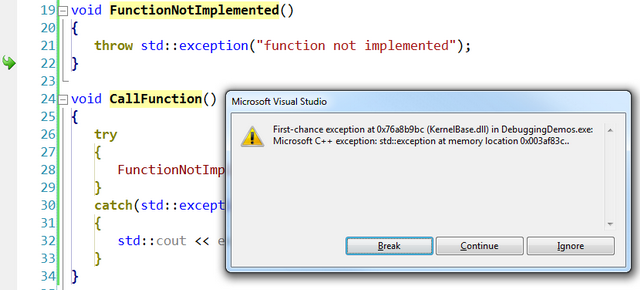 19 void FunctionNotImplemented()
20 {
21 throw std::exception("function not implemented");
22 }
23
24 void CallFunction()
25 {
26 try
27 {
28 FunctionNotImp
29 }
30 catch(std::except
31 {
32 std::cout << e
33 }
34 }
Microsoft Visual Studio
First-chance exception at 0x76a8b9bc (KernelBase.dll) in DebuggingDemos.exe:
Microsoft C++ exception: std::exception at memory location 0x003af83c..
Break Continue Ignore